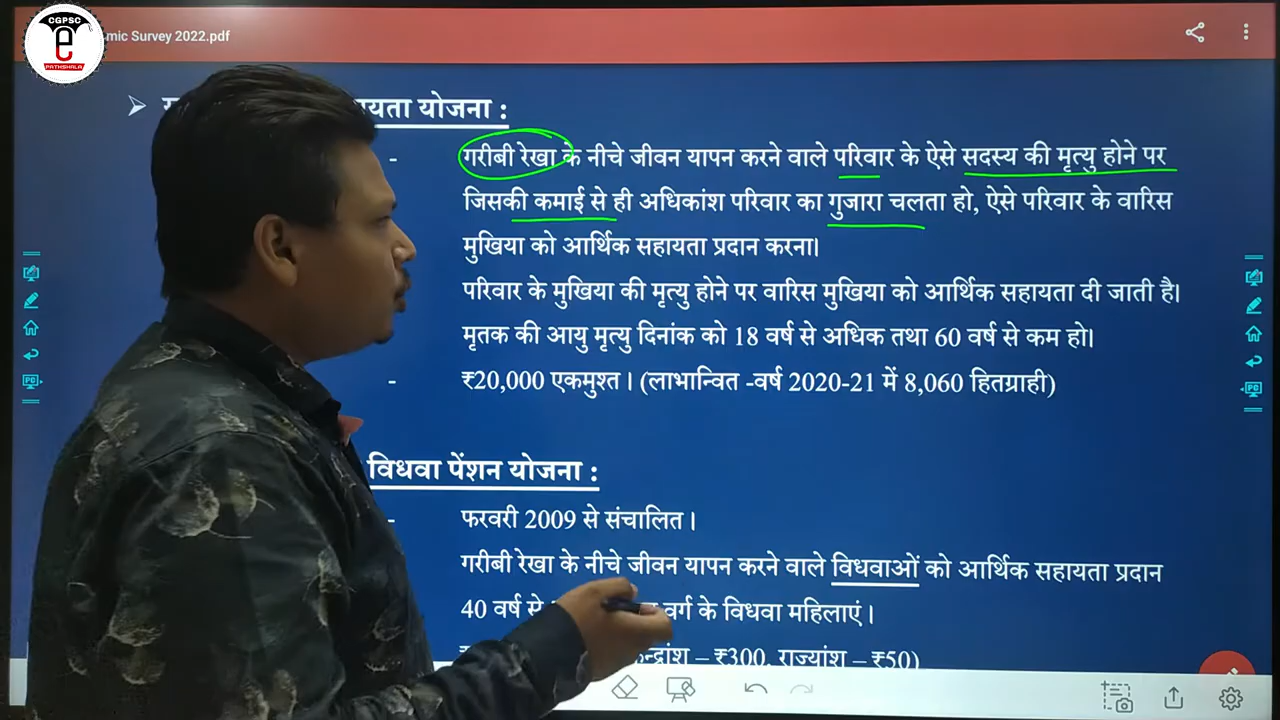 CGPSC
e
PATHSHALA
mic Survey 2022.pdf
यता योजना :
- गरीबी रेखा के नीचे जीवन यापन करने वाले परिवार के ऐसे सदस्य की मृत्यु होने पर
जिसकी कमाई से ही अधिकांश परिवार का गुजारा चलता हो, ऐसे परिवार के वारिस
मुखिया को आर्थिक सहायता प्रदान करना।
परिवार के मुखिया की मृत्यु होने पर वारिस मुखिया को आर्थिक सहायता दी जाती है।
मृतक की आयु मृत्यु दिनांक को 18 वर्ष से अधिक तथा 60 वर्ष से कम हो।
- ₹20,000 एकमुश्त । (लाभान्वित -वर्ष 2020-21 में 8,060 हितग्राही)
विधवा पेंशन योजना :
- फरवरी 2009 से संचालित ।
गरीबी रेखा के नीचे जीवन यापन करने वाले विधवाओं को आर्थिक सहायता प्रदान
40 वर्ष से वर्ग के विधवा महिलाएं ।
केन्द्रांश – ₹300, राज्यांश – ₹50)
PC
PC